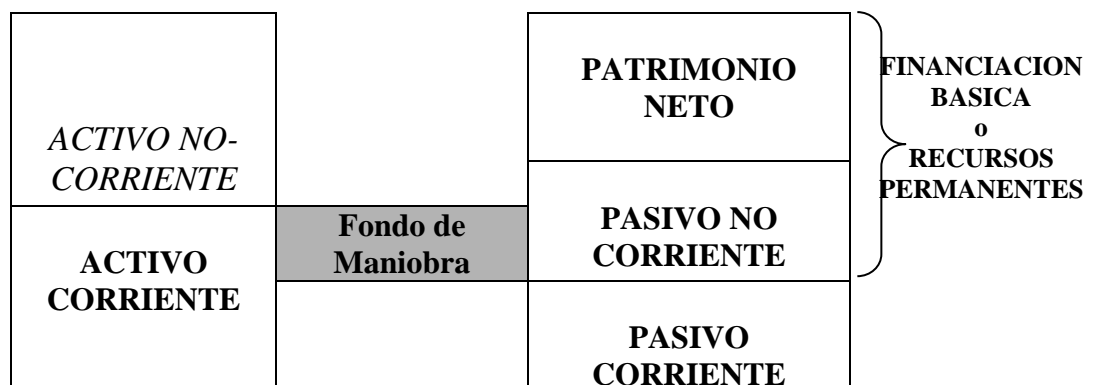 ACTIVO NO-
CORRIENTE
ACTIVO
CORRIENTE
Fondo de
Maniobra
PATRIMONIO
NETO
PASIVO NO
CORRIENTE
PASIVO
CORRIENTE
FINANCIACION
BASICA
o
RECURSOS
PERMANENTES